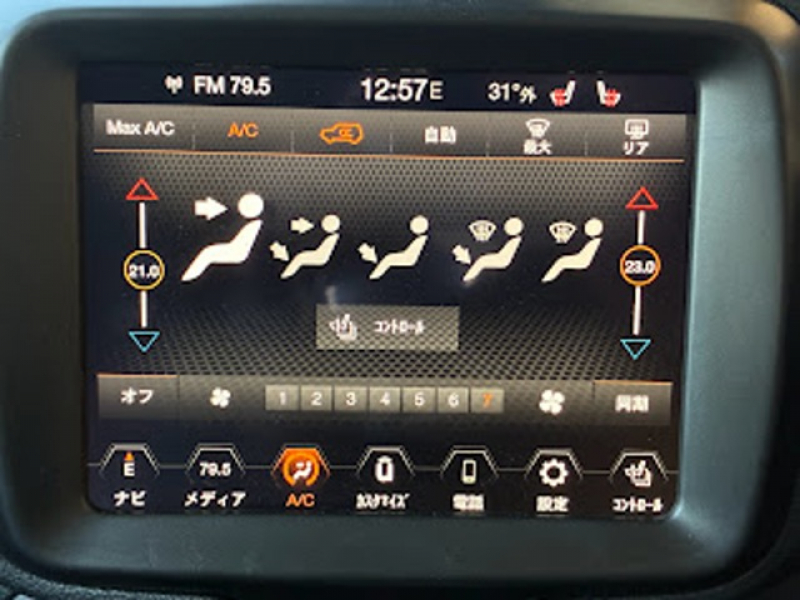 FM 79.5 12:57E 31°外
Max A/C A/C 自動 最大 リア
21.0 23.0
コントロール
オフ 1 2 3 4 5 6 7 同期
E 79.5
ナビ メディア A/C カスタマイズ 電話 設定 コントロール